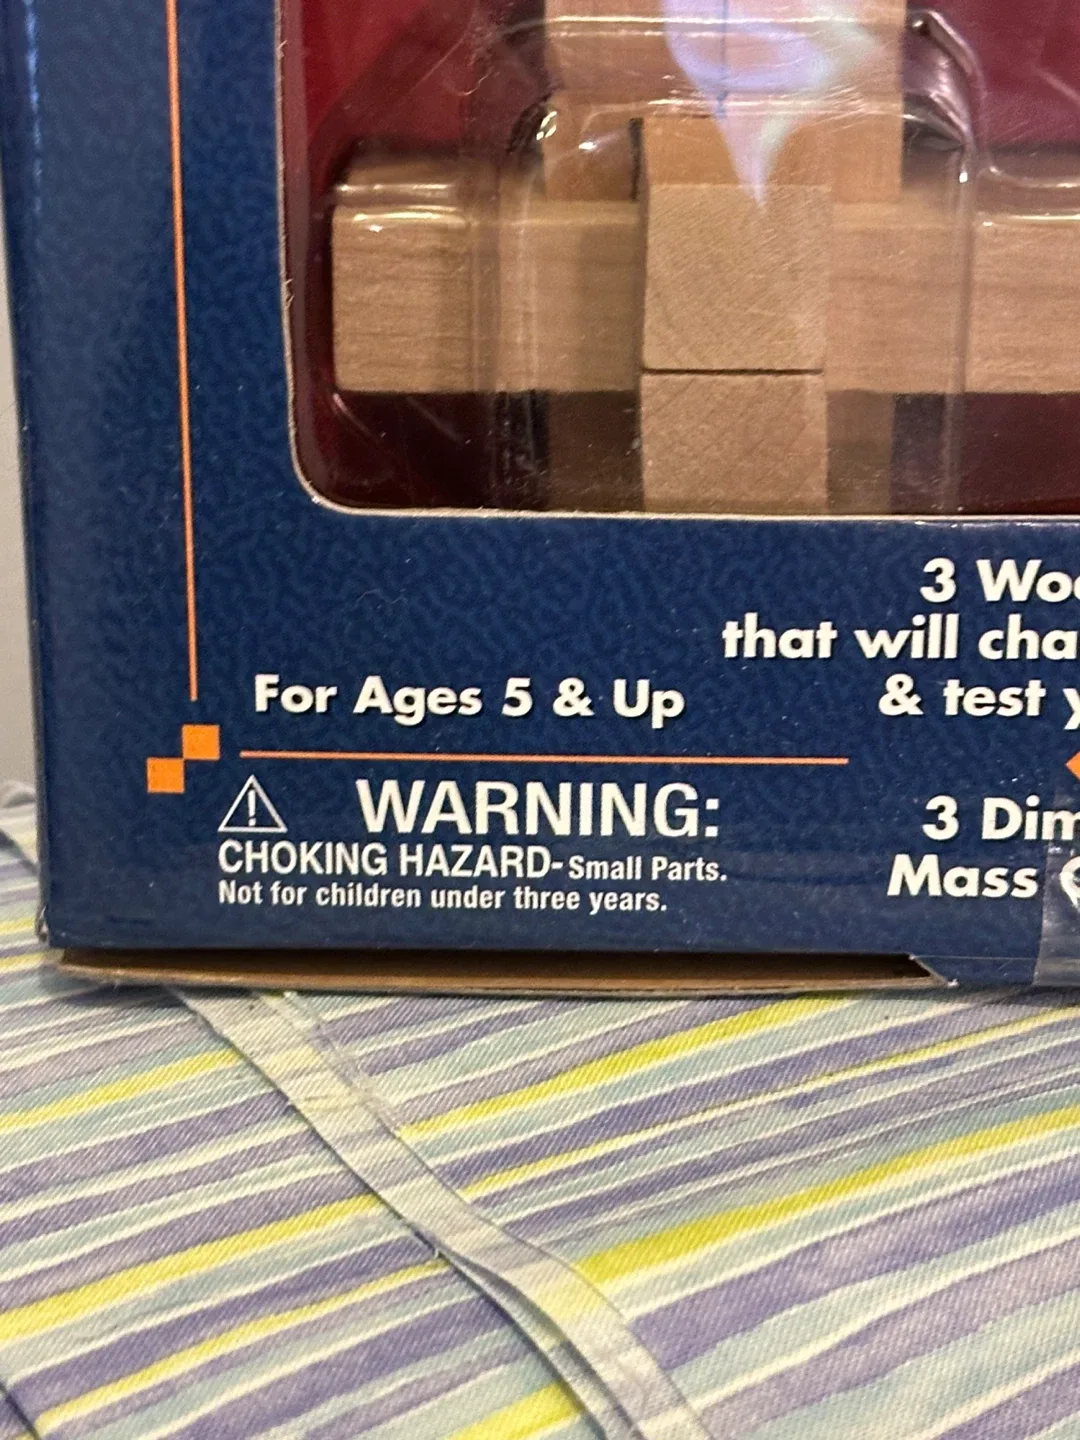 3 Woo
that will cha
& test y
For Ages 5 & Up
WARNING:
CHOKING HAZARD-Small Parts.
Not for children under three years.
3 Dim
Mass